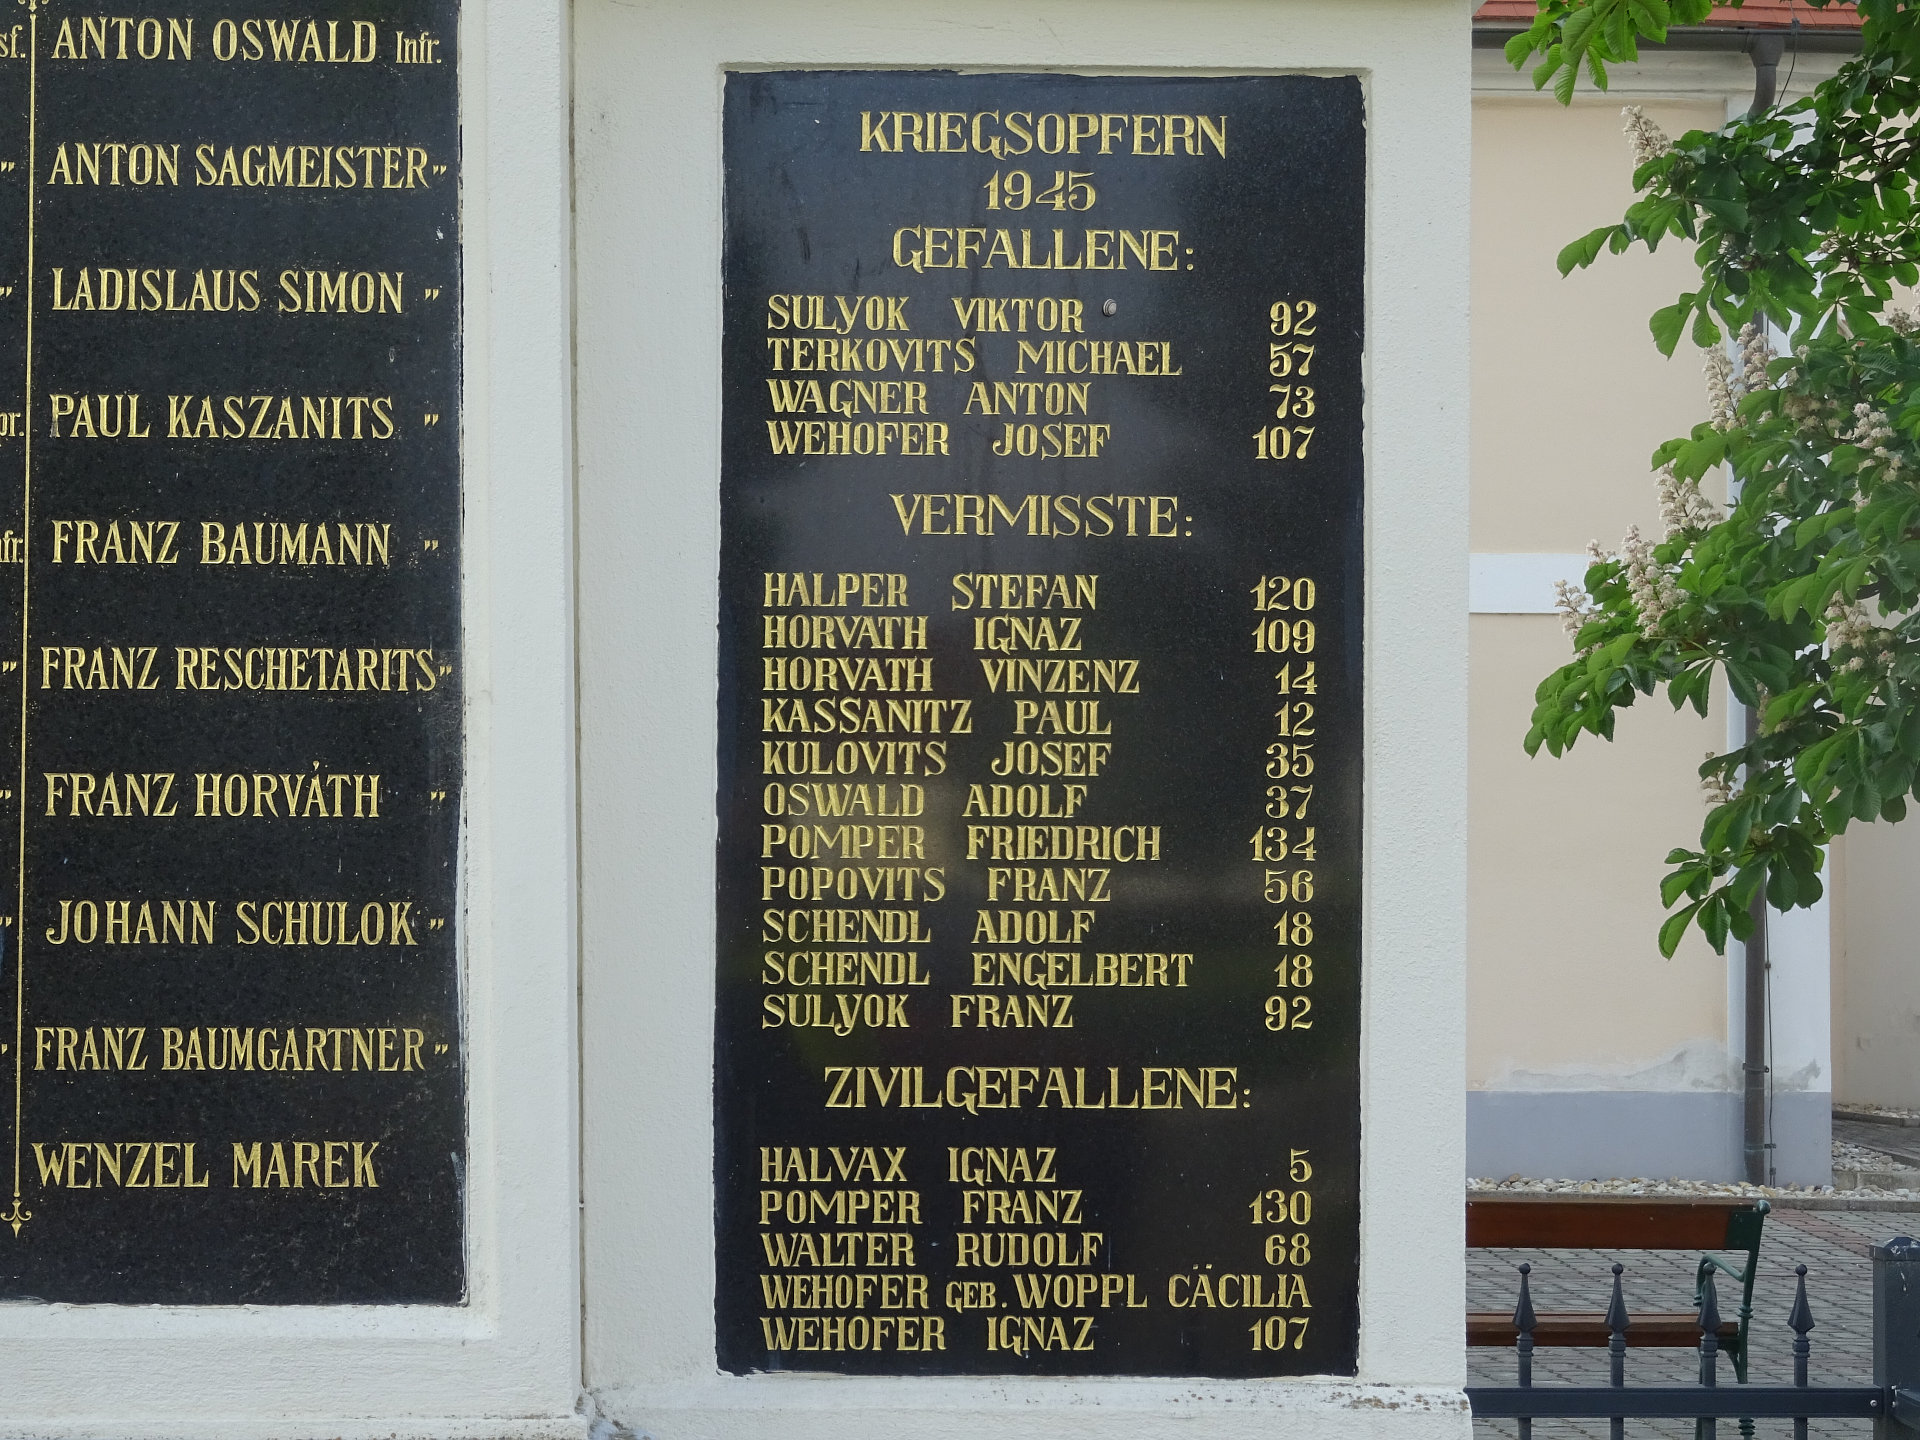 sf. ANTON OSWALD Infr.
" ANTON SAGMEISTER "
" LADISLAUS SIMON "
pr. PAUL KASZANITS "
nfr. FRANZ BAUMANN "
" FRANZ RESCHETARITS "
" FRANZ HORVÁTH "
" JOHANN SCHULOK "
" FRANZ BAUMGARTNER "
WENZEL MAREK
KRIEGSOPFERN
1945
GEFALLENE:
SULYOK VIKTOR 92
TERKOVITS MICHAEL 57
WAGNER ANTON 73
WEHOFER JOSEF 107
VERMISSTE:
HALPER STEFAN 120
HORVATH IGNAZ 109
HORVATH VINZENZ 14
KASSANITZ PAUL 12
KULOVITS JOSEF 35
OSWALD ADOLF 37
POMPER FRIEDRICH 134
POPOVITS FRANZ 56
SCHENDL ADOLF 18
SCHENDL ENGELBERT 18
SULYOK FRANZ 92
ZIVILGEFALLENE:
HALVAX IGNAZ 5
POMPER FRANZ 130
WALTER RUDOLF 68
WEHOFER GEB. WOPPL CÄCILIA
WEHOFER IGNAZ 107